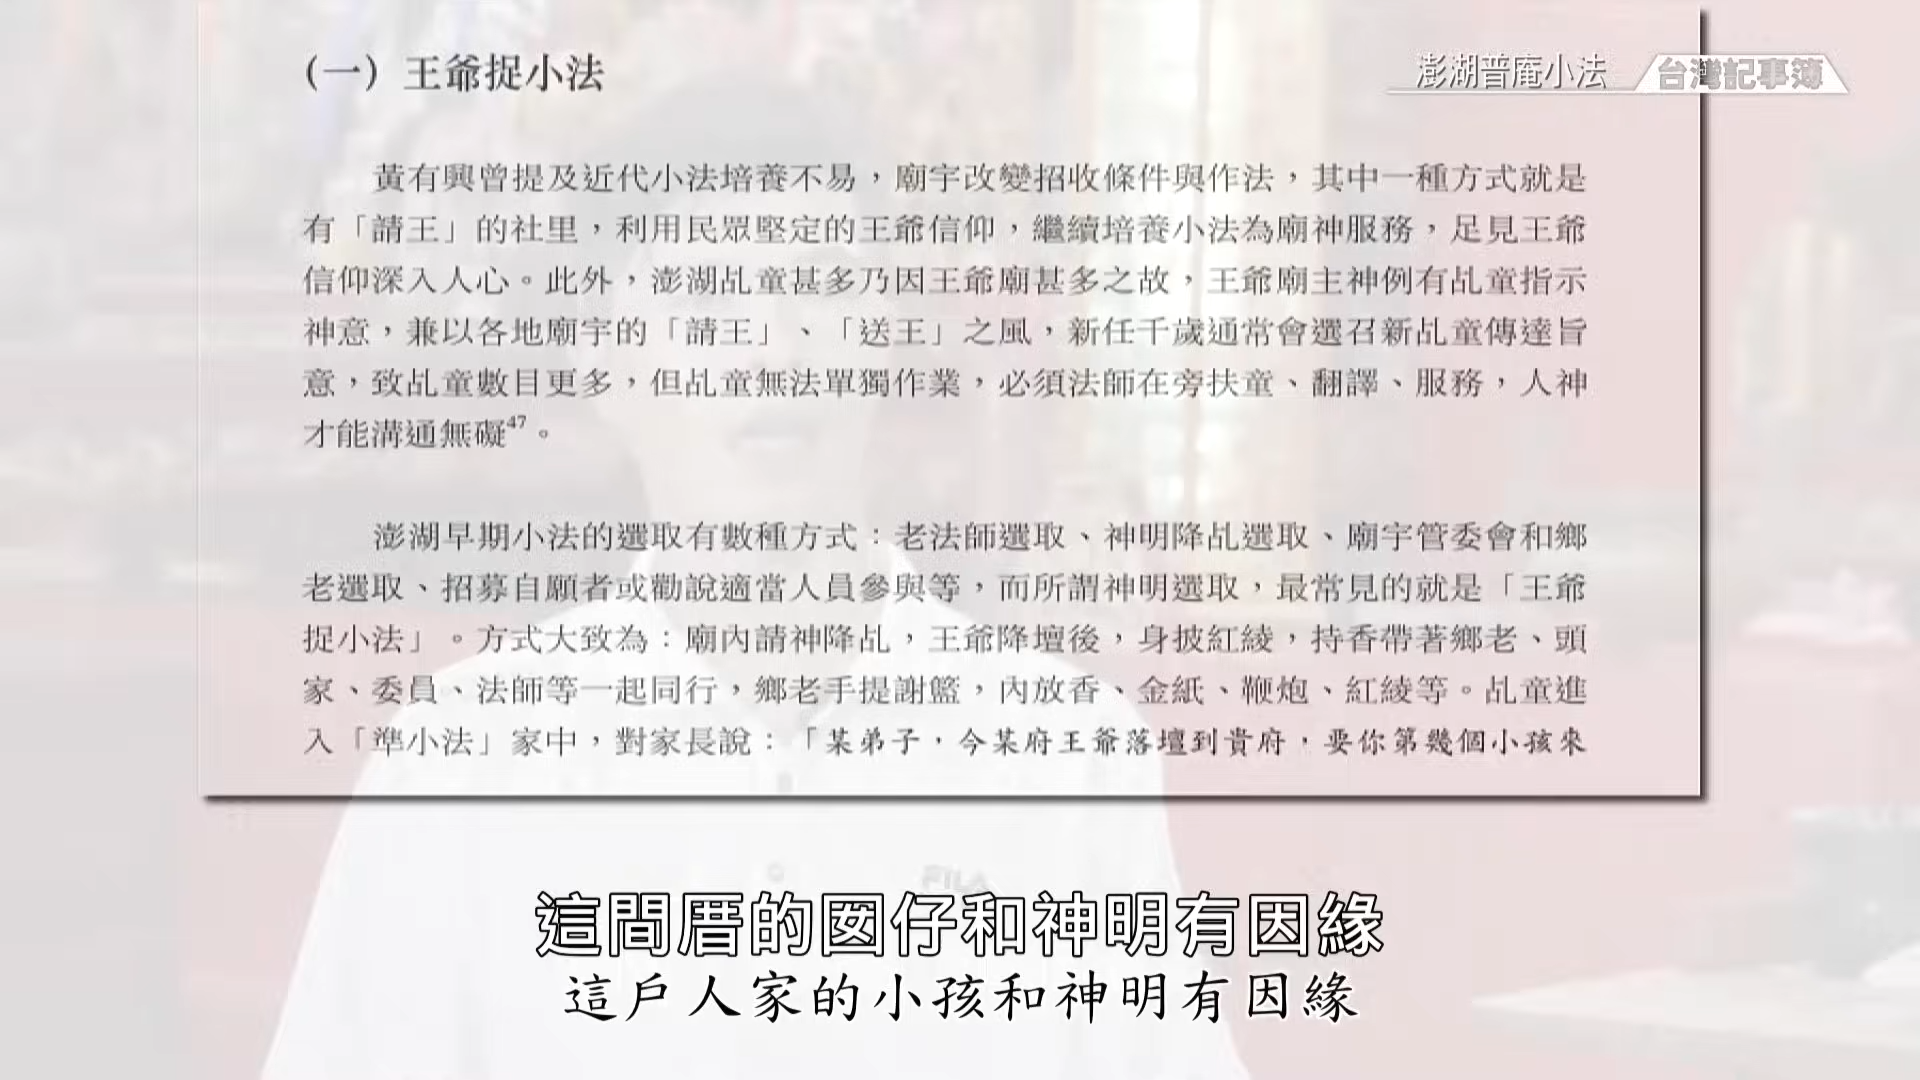 (一) 王爺捉小法
澎湖普庵小法
台灣記事簿
黃有興曾提及近代小法培養不易，廟宇改變招收條件與作法，其中一種方式就是
有「請王」的社里，利用民眾堅定的王爺信仰，繼續培養小法為廟神服務，足見王爺
信仰深入人心。此外，澎湖乩童甚多乃因王爺廟甚多之故，王爺廟主神例有乩童指示
神意，兼以各地廟宇的「請王」、「送王」之風，新任千歲通常會選召新乩童傳達旨
意，致乩童數目更多，但乩童無法單獨作業，必須法師在旁扶童、翻譯、服務，人神
才能溝通無礙47。
澎湖早期小法的選取有數種方式：老法師選取、神明降乩選取、廟宇管委會和鄉
老選取、招募自願者或勸說適當人員參與等，而所謂神明選取，最常見的就是「王爺
捉小法」。方式大致為：廟內請神降乩，王爺降壇後，身披紅綾，持香帶著鄉老、頭
家、委員、法師等一起同行，鄉老手提謝籃，內放香、金紙、鞭炮、紅綾等。乩童進
入「準小法」家中，對家長說：「某弟子，今某府王爺落壇到貴府，要你第幾個小孩來
FILA
這間厝的囡仔和神明有因緣
這戶人家的小孩和神明有因緣